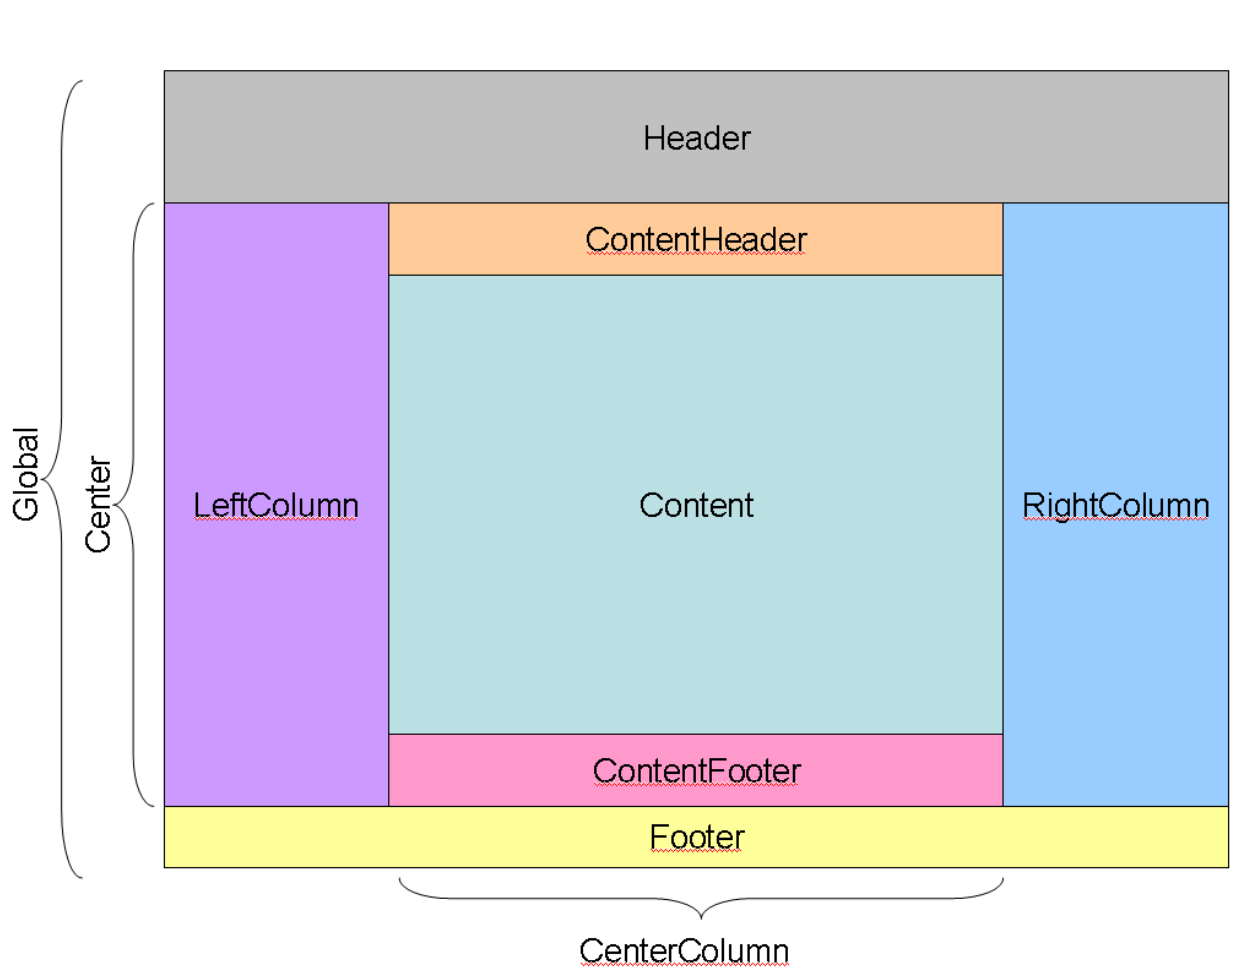 Header
ContentHeader
Global
Center
LeftColumn
Content
RightColumn
ContentFooter
Footer
CenterColumn